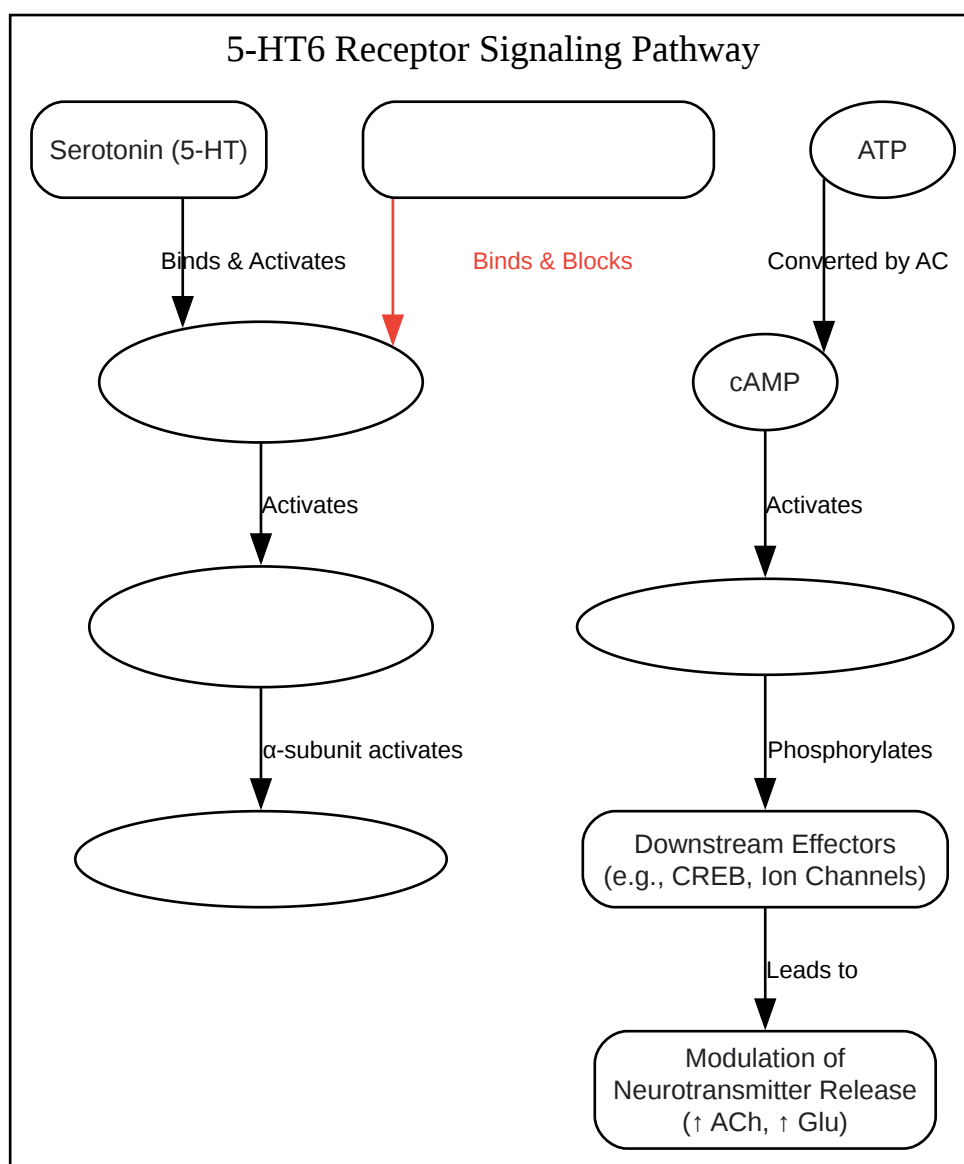 5-HT6 Receptor Signaling Pathway
Serotonin (5-HT)
ATP
Binds & Activates
Binds & Blocks
Converted by AC
cAMP
Activates
Activates
α-subunit activates
Phosphorylates
Downstream Effectors
(e.g., CREB, Ion Channels)
Leads to
Modulation of
Neurotransmitter Release
(↑ ACh, ↑ Glu)